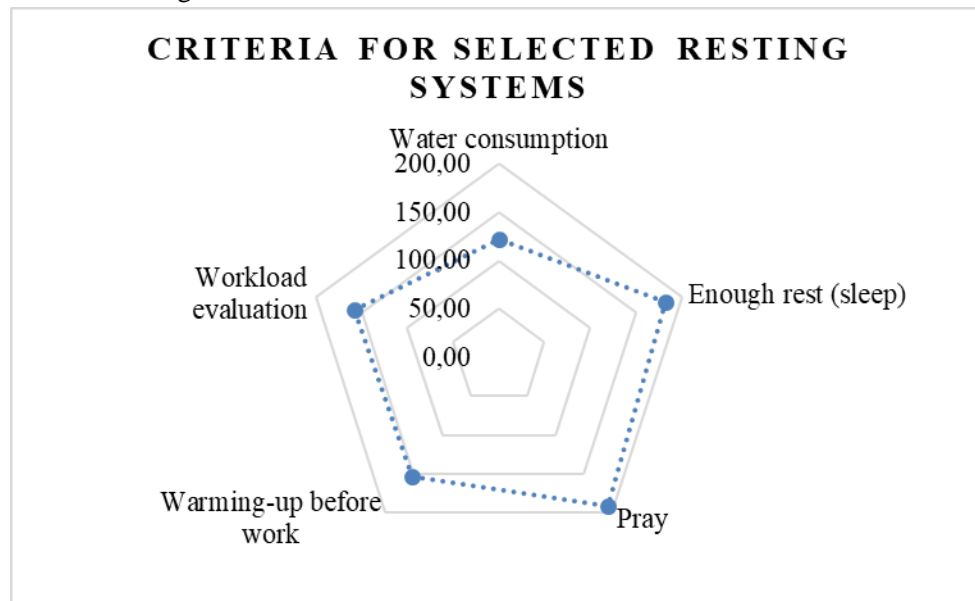 CRITERIA FOR SELECTED RESTING
SYSTEMS
Water consumption
200,00
150,00
100,00
50,00
0,00
Enough rest (sleep)
Pray
Warming-up before
work
Workload
evaluation